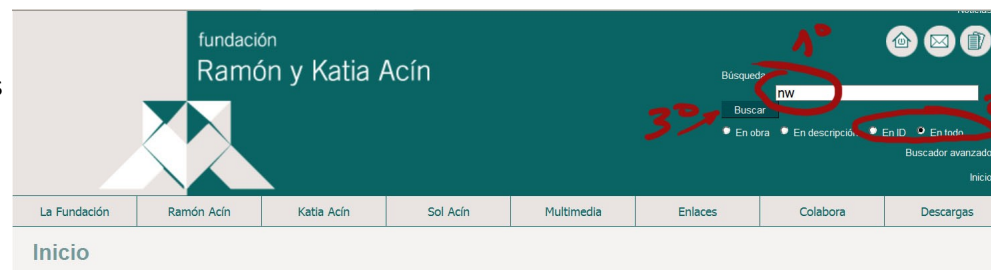 Noticias
fundación
Ramón y Katia Acín
s
1º
Búsqueda
nw
3º
Buscar
En obra En descripción En ID En todo
Buscador avanzado
Inicio
La Fundación Ramón Acín Katia Acín Sol Acín Multimedia Enlaces Colabora Descargas
Inicio